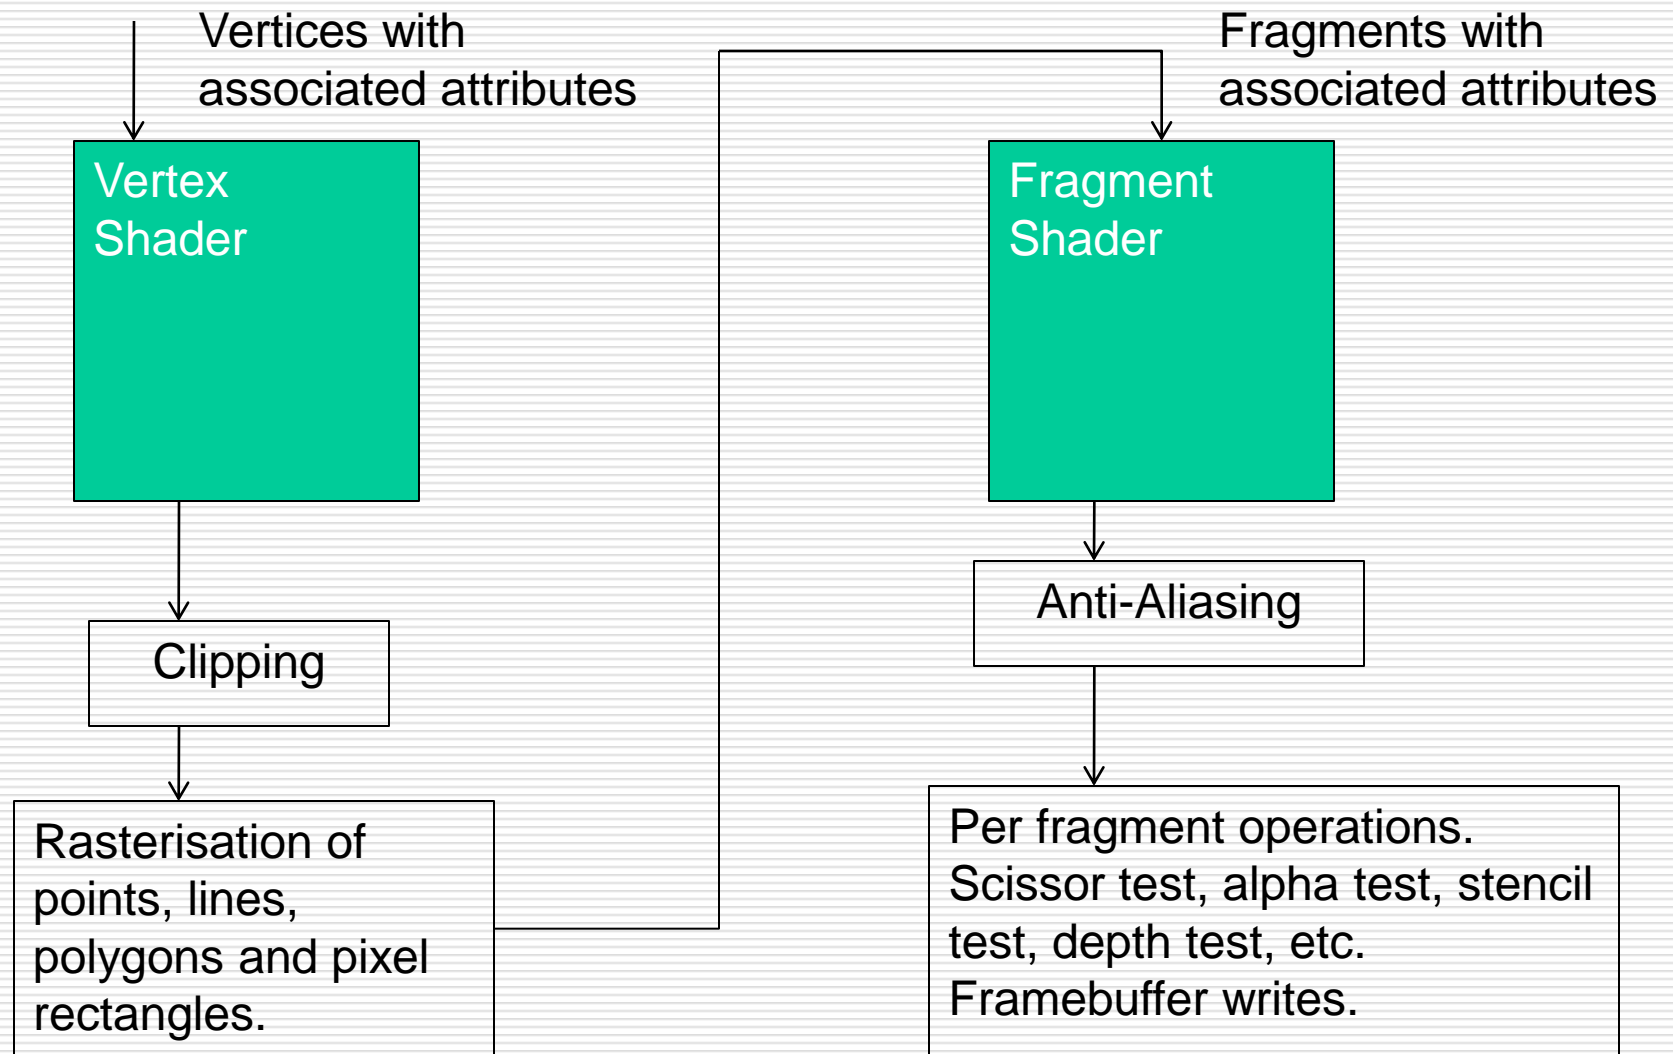 Vertices with
associated attributes
Vertex
Shader
Clipping
Rasterisation of
points, lines,
polygons and pixel
rectangles.
Fragments with
associated attributes
Fragment
Shader
Anti-Aliasing
Per fragment operations.
Scissor test, alpha test, stencil
test, depth test, etc.
Framebuffer writes.